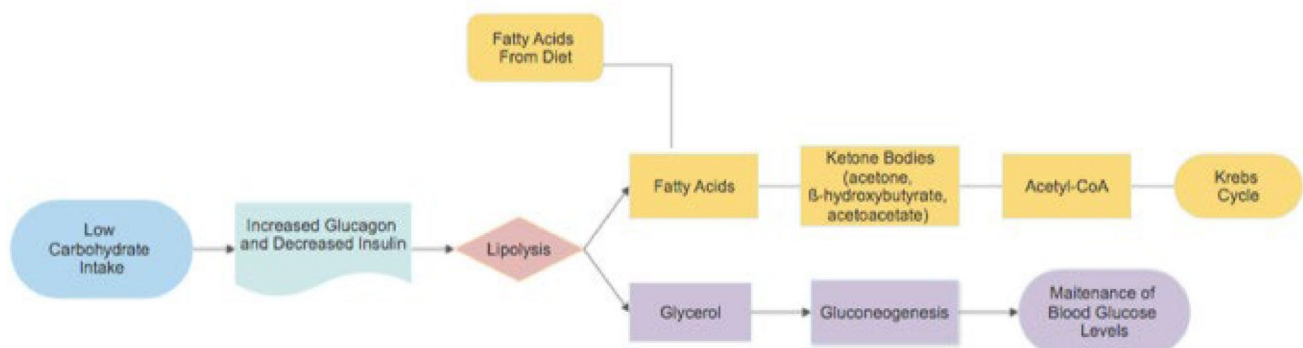 Fatty Acids
From Diet
Fatty Acids
Ketone Bodies
(acetone,
ß-hydroxybutyrate,
acetoacetate)
Acetyl-CoA
Krebs
Cycle
Low
Carbohydrate
Intake
Increased Glucagon
and Decreased Insulin
Lipolysis
Glycerol
Gluconeogenesis
Maitenance of
Blood Glucose
Levels